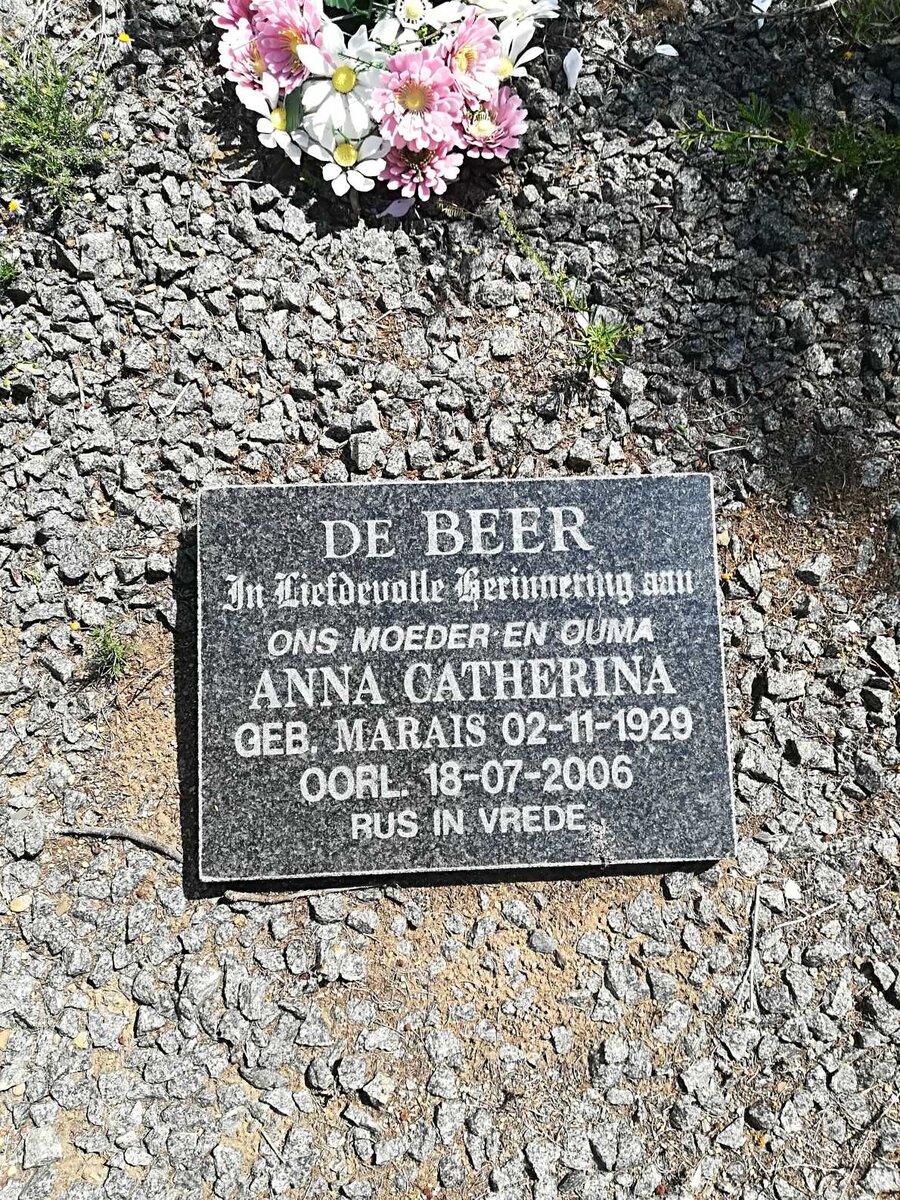 DE BEER
In Liefdevolle Herinnering aan
ONS MOEDER EN OUMA
ANNA CATHERINA
GEB. MARAIS 02-11-1929
OORL. 18-07-2006
RUS IN VREDE